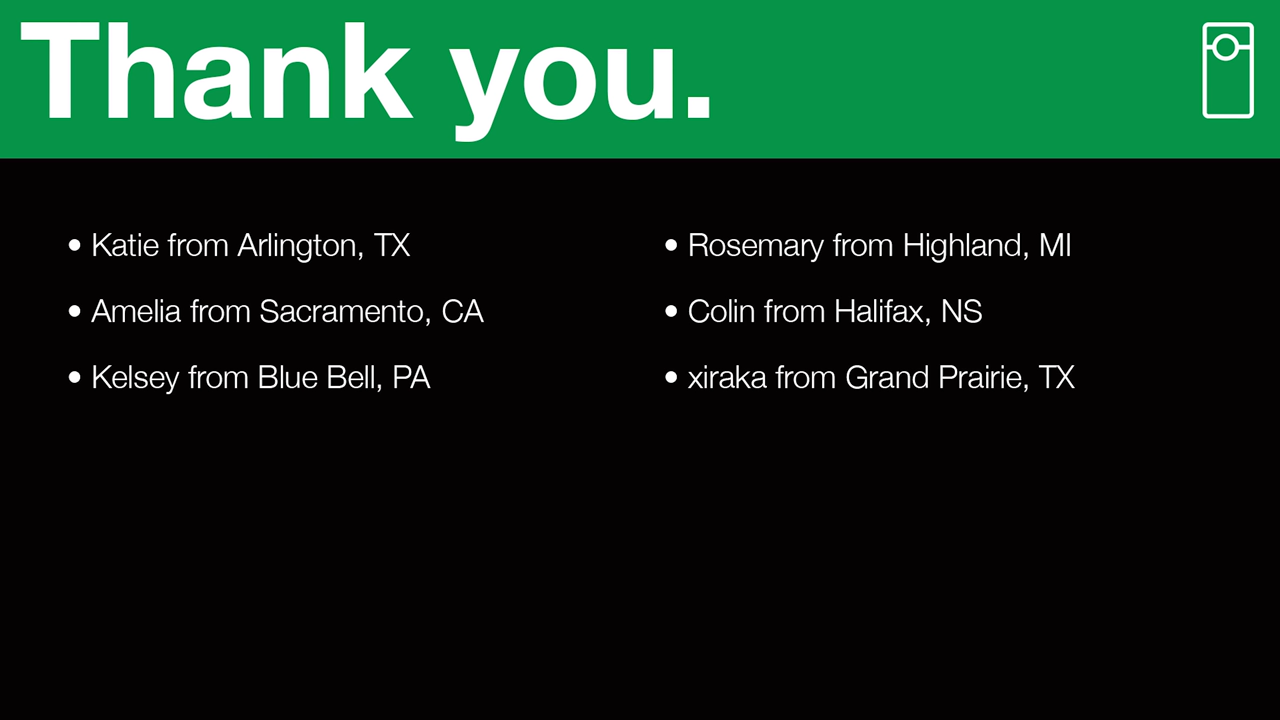 Thank you.
• Katie from Arlington, TX
• Amelia from Sacramento, CA
• Kelsey from Blue Bell, PA
• Rosemary from Highland, MI
• Colin from Halifax, NS
• xiraka from Grand Prairie, TX